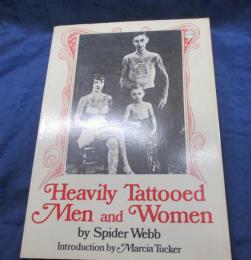 Heavily Tattooed
Men and Women
by Spider Webb
Introduction by Marcia Tucker